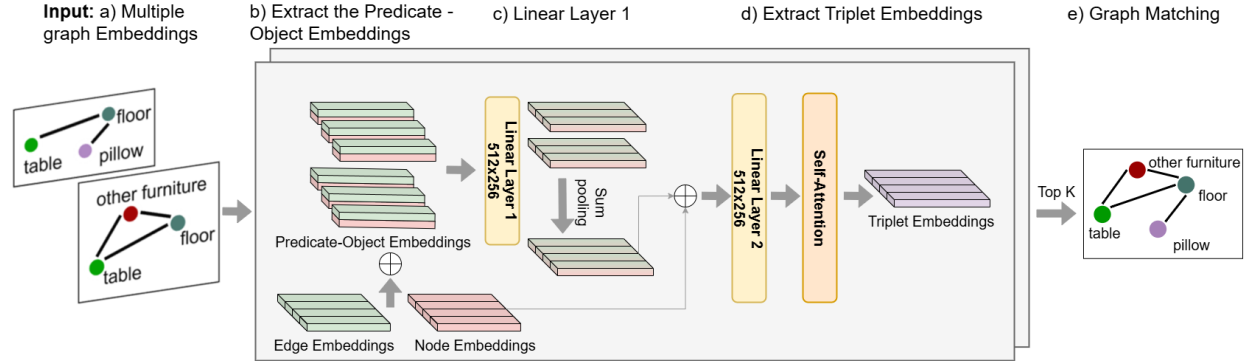 Input: a) Multiple
graph Embeddings
b) Extract the Predicate -
Object Embeddings
c) Linear Layer 1
d) Extract Triplet Embeddings
e) Graph Matching
floor
table
pillow
other furniture
floor
table
Predicate-Object Embeddings
Edge Embeddings
Node Embeddings
Linear Layer 1
512x256
Sum
pooling
Linear Layer 2
512x256
Self-Attention
Triplet Embeddings
Top K
other furniture
floor
table
pillow